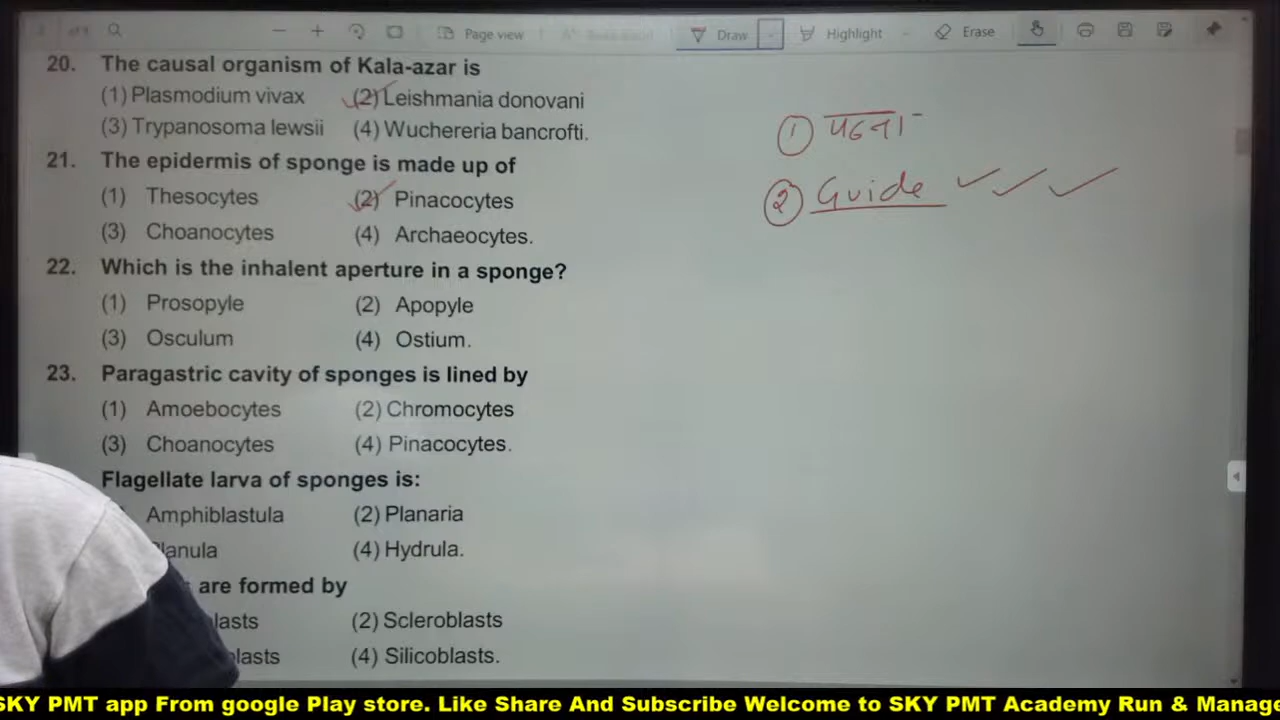 Page view
Draw
Highlight
Erase
20. The causal organism of Kala-azar is
(1) Plasmodium vivax (2) Leishmania donovani
(3) Trypanosoma lewsii (4) Wuchereria bancrofti.
21. The epidermis of sponge is made up of
(1) Thesocytes (2) Pinacocytes
(3) Choanocytes (4) Archaeocytes.
22. Which is the inhalent aperture in a sponge?
(1) Prosopyle (2) Apopyle
(3) Osculum (4) Ostium.
23. Paragastric cavity of sponges is lined by
(1) Amoebocytes (2) Chromocytes
(3) Choanocytes (4) Pinacocytes.
Flagellate larva of sponges is:
Amphiblastula (2) Planaria
Planula (4) Hydrula.
are formed by
lasts (2) Scleroblasts
lasts (4) Silicoblasts.
1 पढना
2 Guide
SKY PMT app From google Play store. Like Share And Subscribe Welcome to SKY PMT Academy Run & Manage